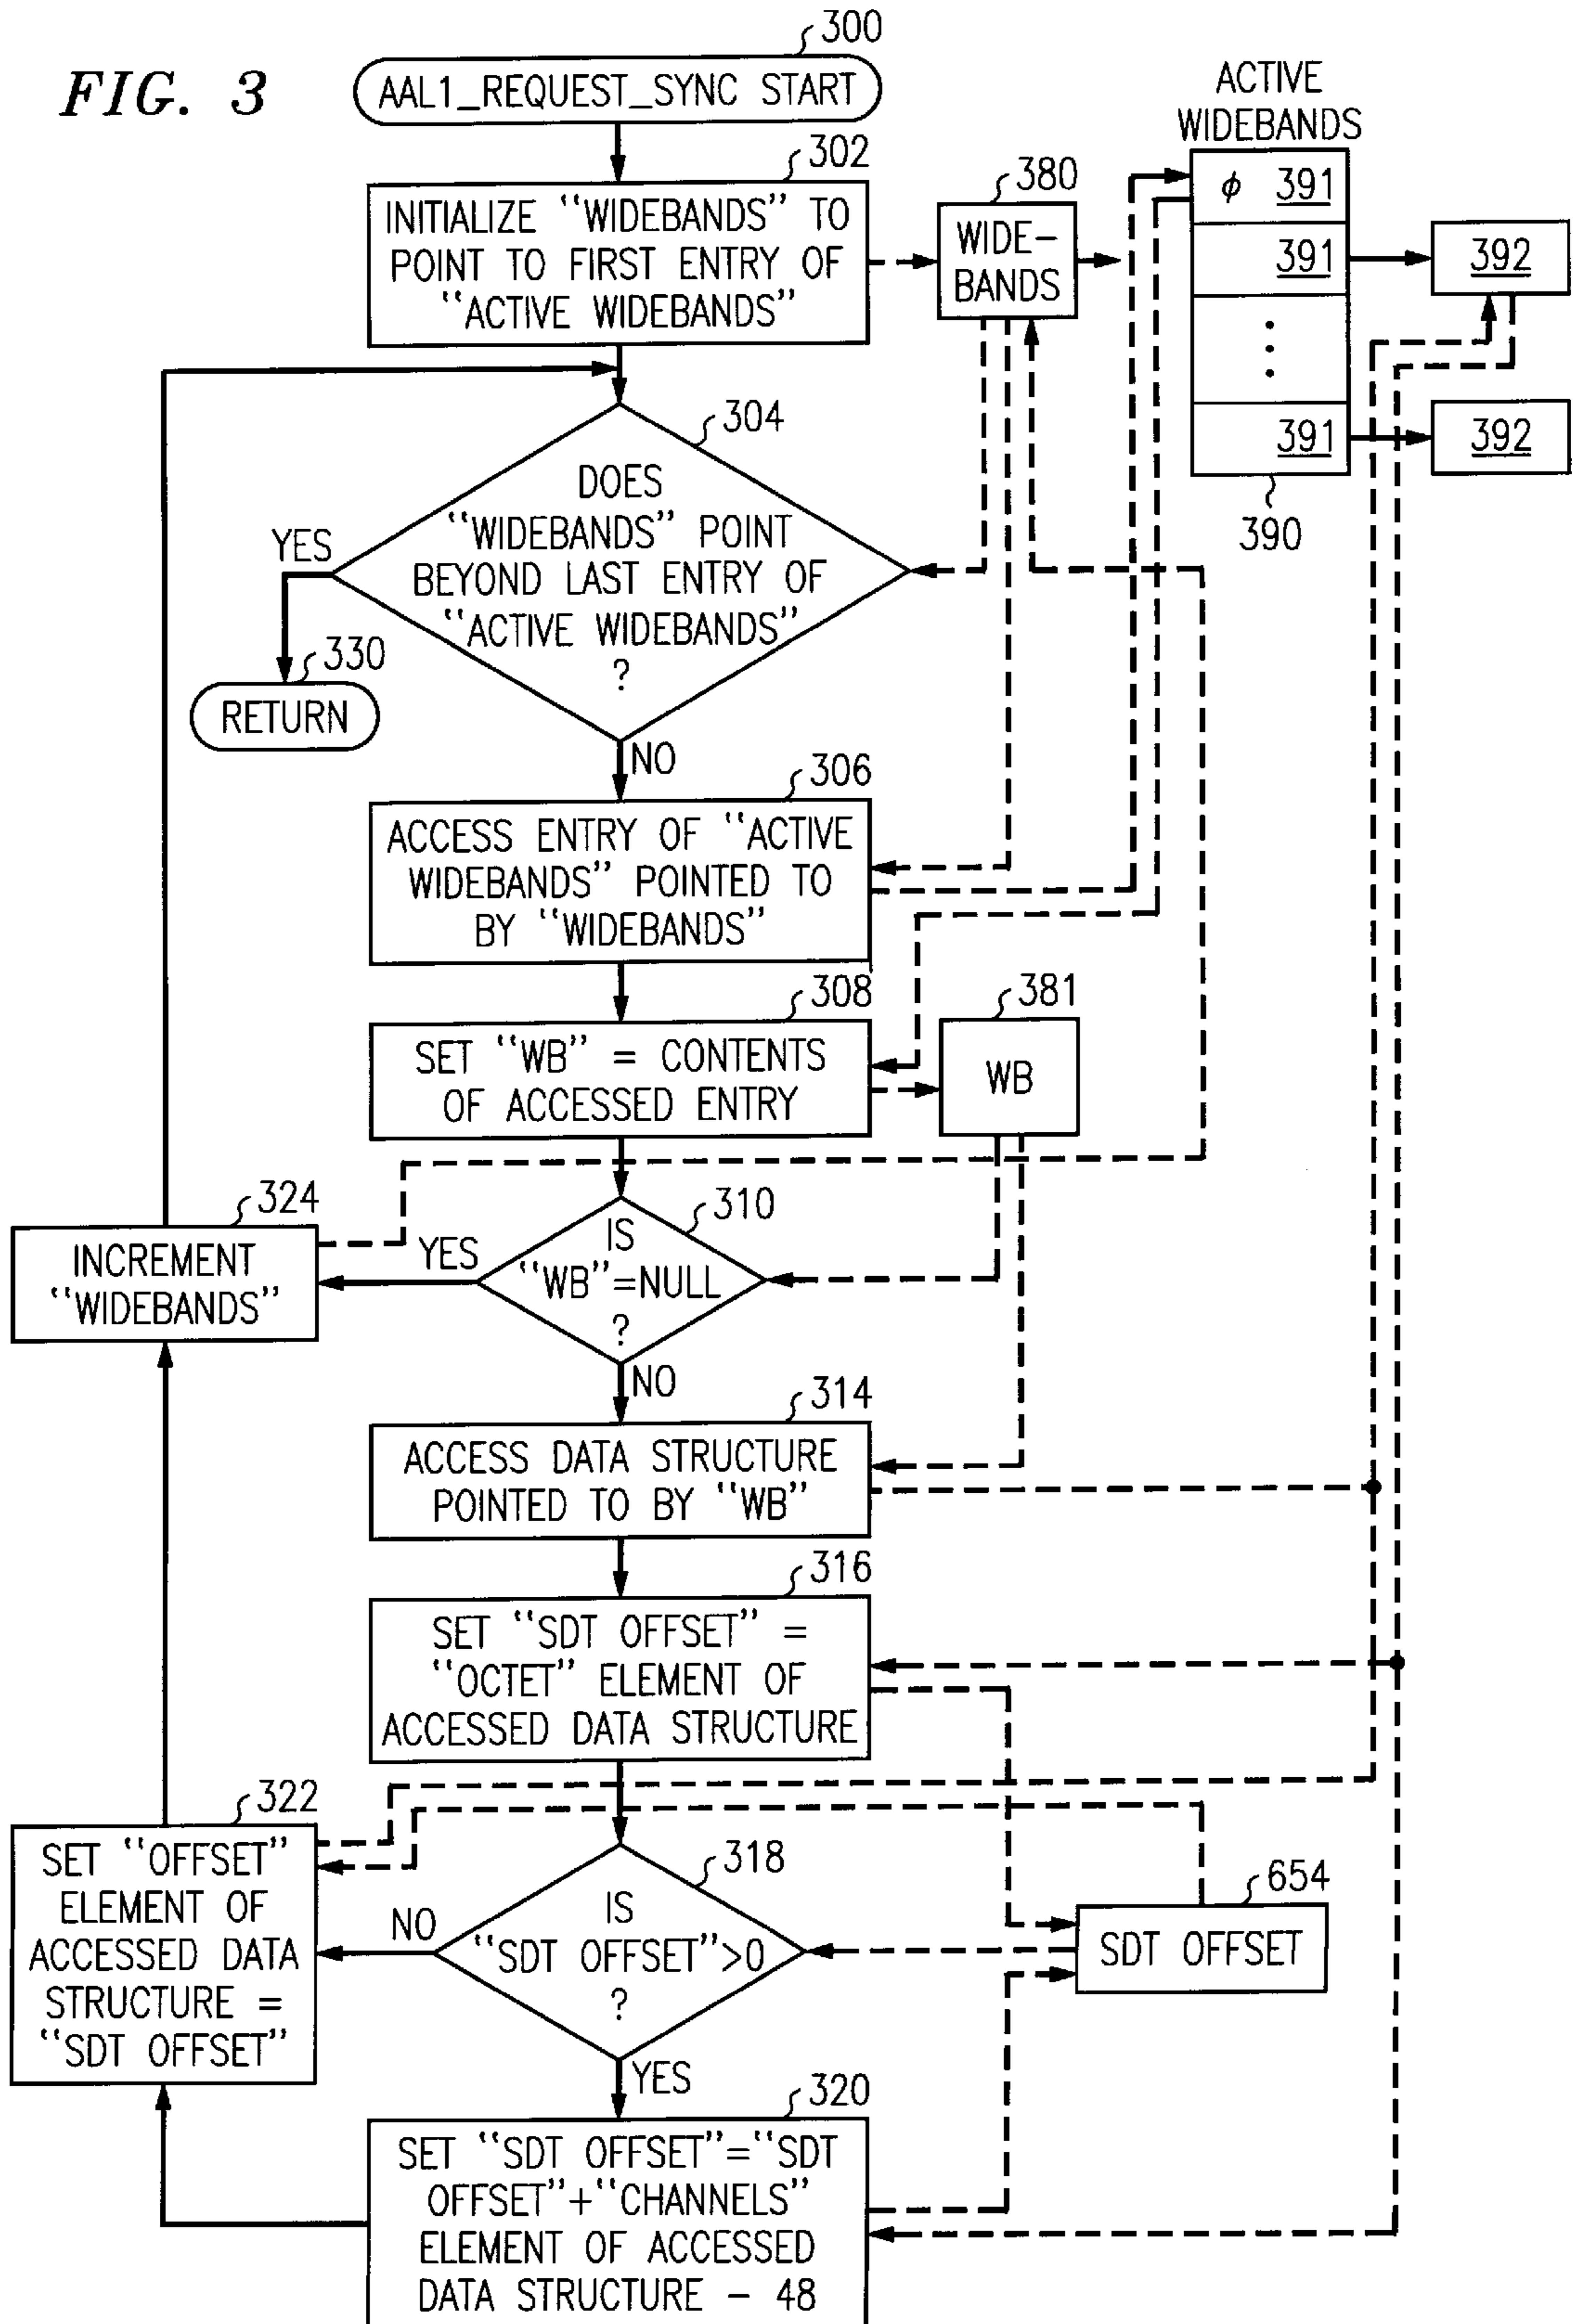 FIG. 3
300
AAL1_REQUEST_SYNC START
ACTIVE
WIDEBANDS
302
INITIALIZE "WIDEBANDS" TO
POINT TO FIRST ENTRY OF
"ACTIVE WIDEBANDS"
380
WIDE-
BANDS
ϕ 391
391
392
391
392
390
304
DOES
"WIDEBANDS" POINT
BEYOND LAST ENTRY OF
"ACTIVE WIDEBANDS"
?
YES
330
RETURN
NO
306
ACCESS ENTRY OF "ACTIVE
WIDEBANDS" POINTED TO
BY "WIDEBANDS"
308
SET "WB" = CONTENTS
OF ACCESSED ENTRY
381
WB
324
INCREMENT
"WIDEBANDS"
YES
310
IS
"WB"=NULL
?
NO
314
ACCESS DATA STRUCTURE
POINTED TO BY "WB"
316
SET "SDT OFFSET" =
"OCTET" ELEMENT OF
ACCESSED DATA STRUCTURE
322
SET "OFFSET"
ELEMENT OF
ACCESSED DATA
STRUCTURE =
"SDT OFFSET"
NO
318
IS
"SDT OFFSET">0
?
654
SDT OFFSET
YES
320
SET "SDT OFFSET"="SDT
OFFSET"+"CHANNELS"
ELEMENT OF ACCESSED
DATA STRUCTURE - 48